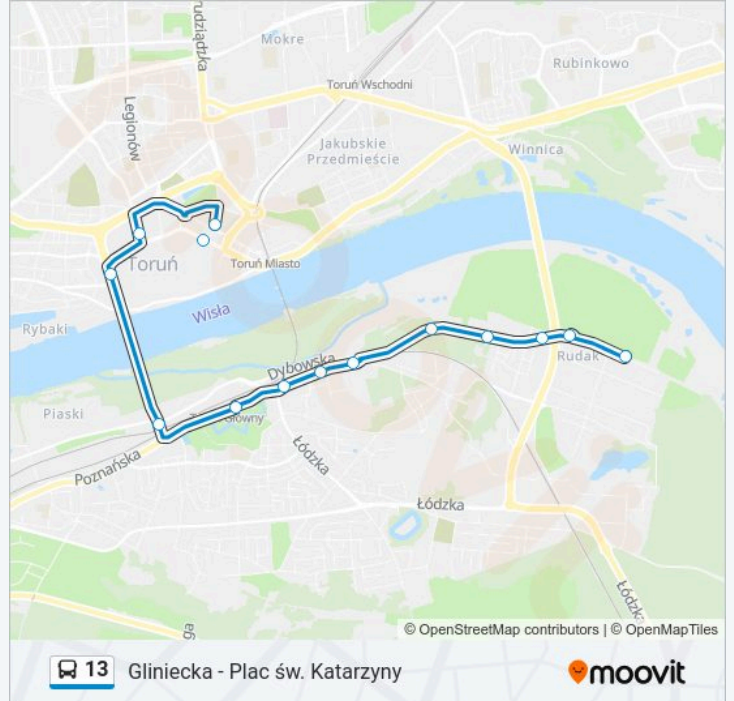 rudziądzka
Mokre
Toruń Wschodni
Rubinkowo
Legionów
Jakubskie
Przedmieście
Winnica
Toruń
Toruń Miasto
Wisła
Rybaki
Dybowska
Rudak
Piaski
Główny
Poznańska
Łódzka
Łódzka
Łódzka
© OpenStreetMap contributors | © OpenMapTiles
13 Gliniecka - Plac św. Katarzyny
moovit